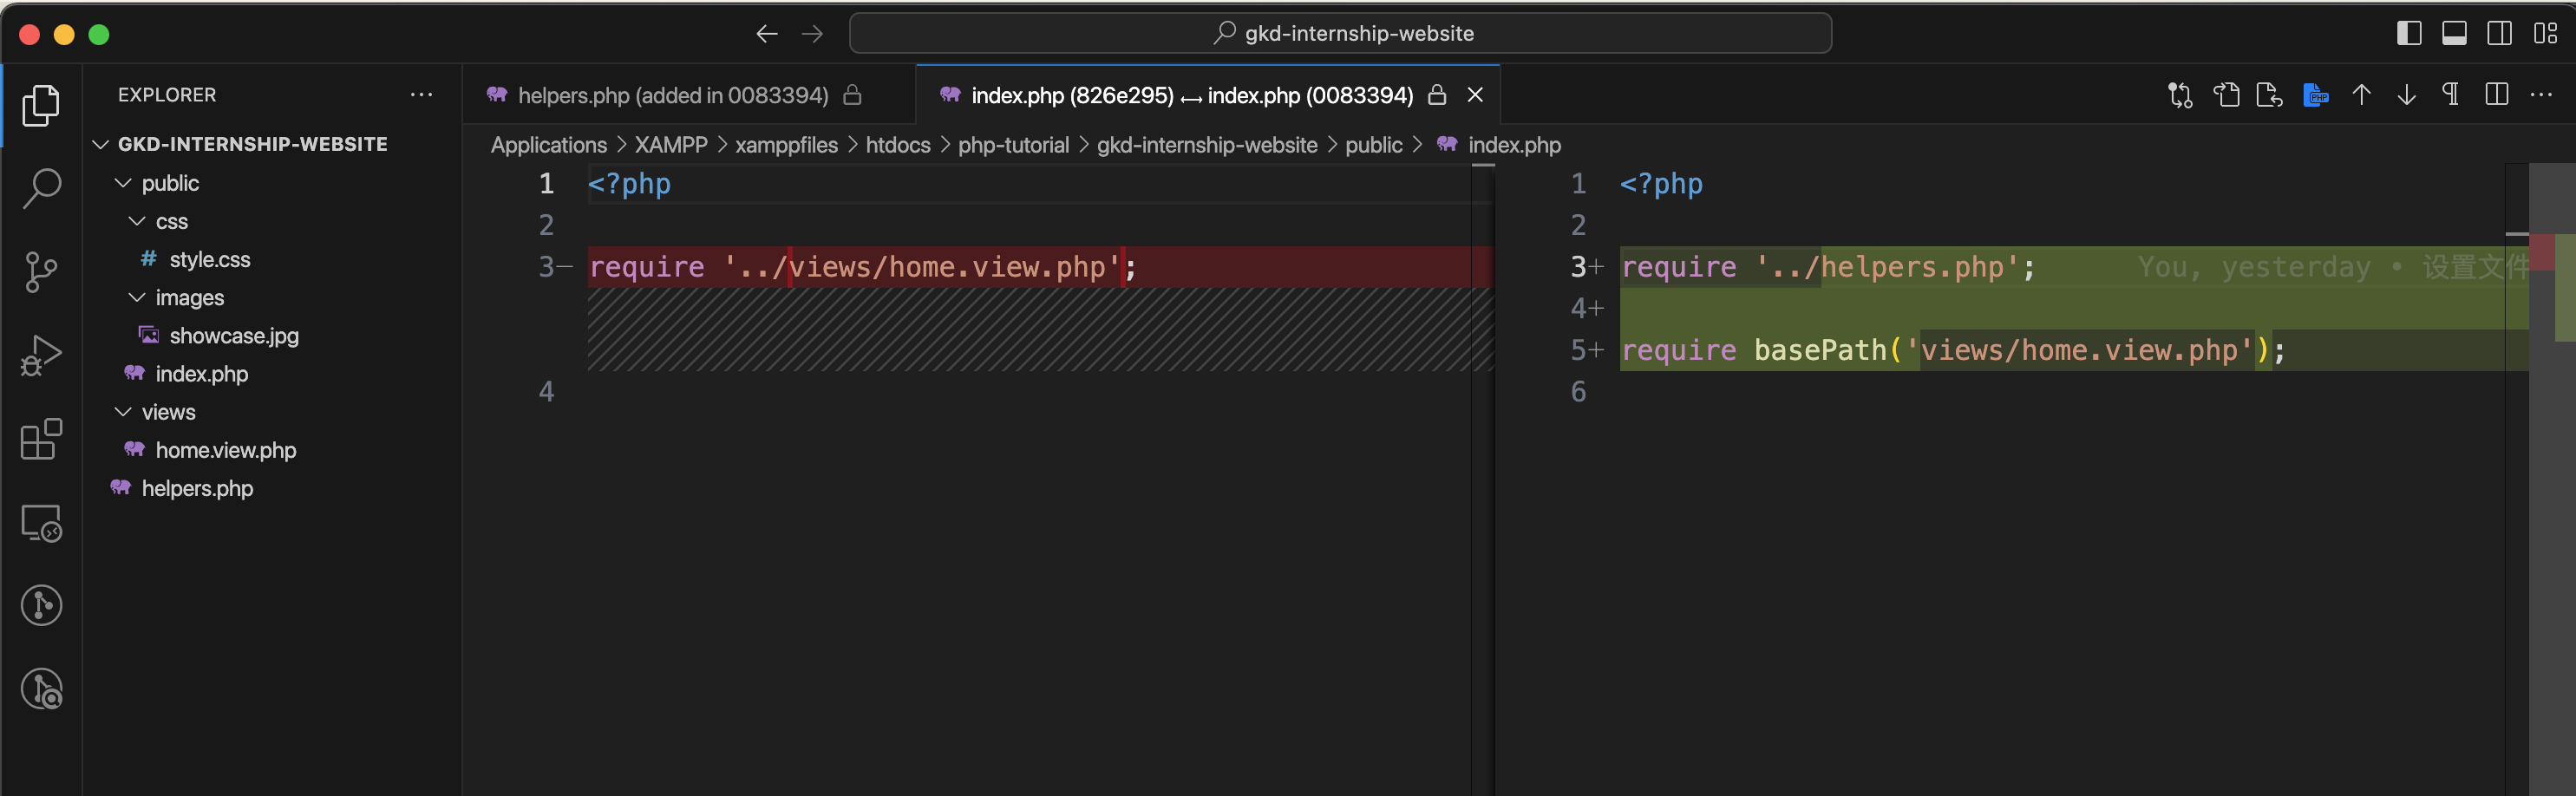 gkd-internship-website
EXPLORER
helpers.php (added in 0083394)
index.php (826e295) ↔ index.php (0083394)
GKD-INTERNSHIP-WEBSITE
public
css
# style.css
images
showcase.jpg
index.php
views
home.view.php
helpers.php
Applications > XAMPP > xamppfiles > htdocs > php-tutorial > gkd-internship-website > public > index.php
1 <?php
2
3— require '../views/home.view.php';
4
1 <?php
2
3+ require '../helpers.php'; You, yesterday • 设置文件
4+
5+ require basePath('views/home.view.php');
6
PHP